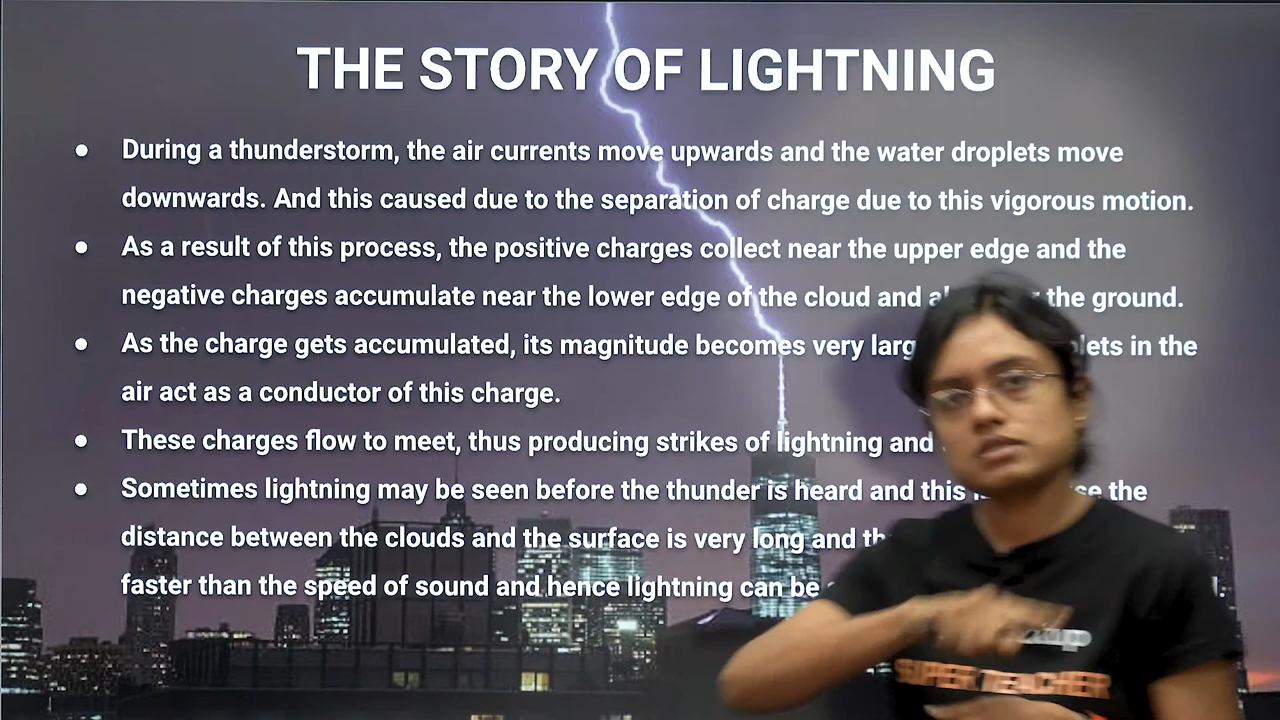 THE STORY OF LIGHTNING
● During a thunderstorm, the air currents move upwards and the water droplets move
downwards. And this caused due to the separation of charge due to this vigorous motion.
● As a result of this process, the positive charges collect near the upper edge and the
negative charges accumulate near the lower edge of the cloud and the ground.
● As the charge gets accumulated, its magnitude becomes very in the
air act as a conductor of this charge.
● These charges flow to meet, thus producing strikes of lightning and
● Sometimes lightning may be seen before the thunder is heard and this the
distance between the clouds and the surface is very long and
faster than the speed of sound and hence lightning can be
SUPER TEACHER